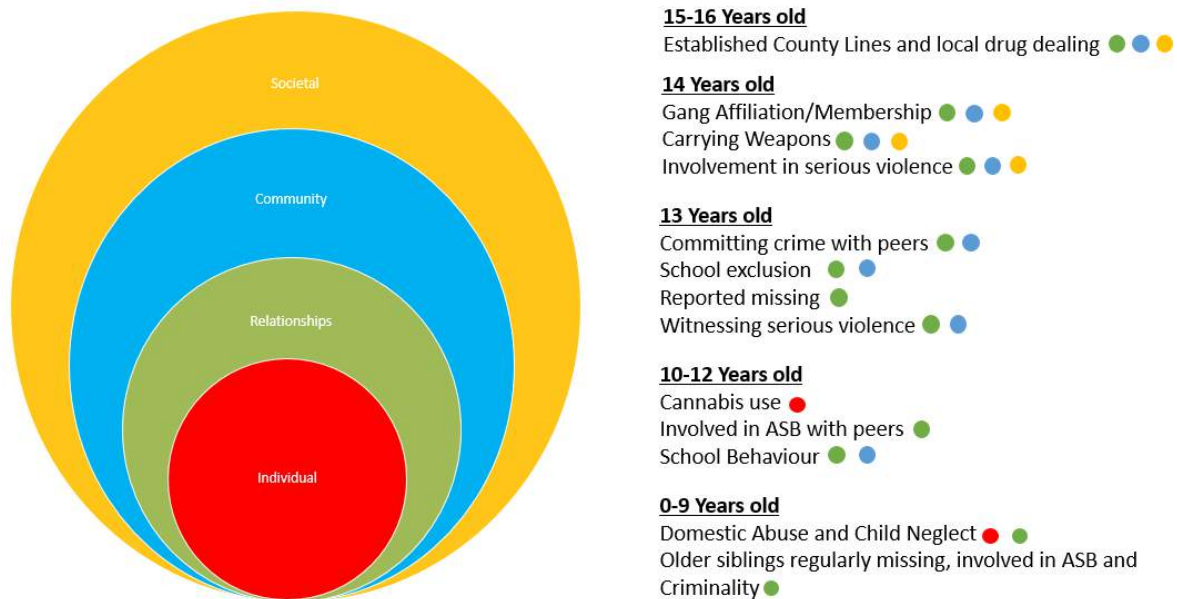 Societal
Community
Relationships
Individual
15-16 Years old
Established County Lines and local drug dealing
14 Years old
Gang Affiliation/Membership
Carrying Weapons
Involvement in serious violence
13 Years old
Committing crime with peers
School exclusion
Reported missing
Witnessing serious violence
10-12 Years old
Cannabis use
Involved in ASB with peers
School Behaviour
0-9 Years old
Domestic Abuse and Child Neglect
Older siblings regularly missing, involved in ASB and
Criminality